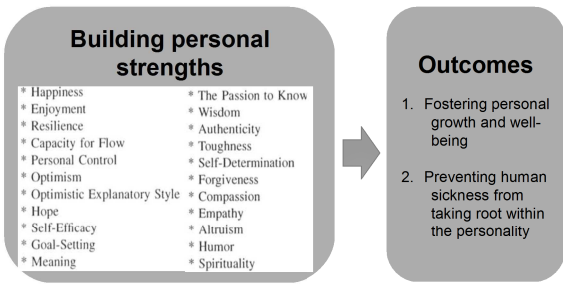 Building personal
strengths
* Happiness
* Enjoyment
* Resilience
* Capacity for Flow
* Personal Control
* Optimism
* Optimistic Explanatory Style
* Hope
* Self-Efficacy
* Goal-Setting
* Meaning
* The Passion to Know
* Wisdom
* Authenticity
* Toughness
* Self-Determination
* Forgiveness
* Compassion
* Empathy
* Altruism
* Humor
* Spirituality
Outcomes
1. Fostering personal
growth and well-
being
2. Preventing human
sickness from
taking root within
the personality